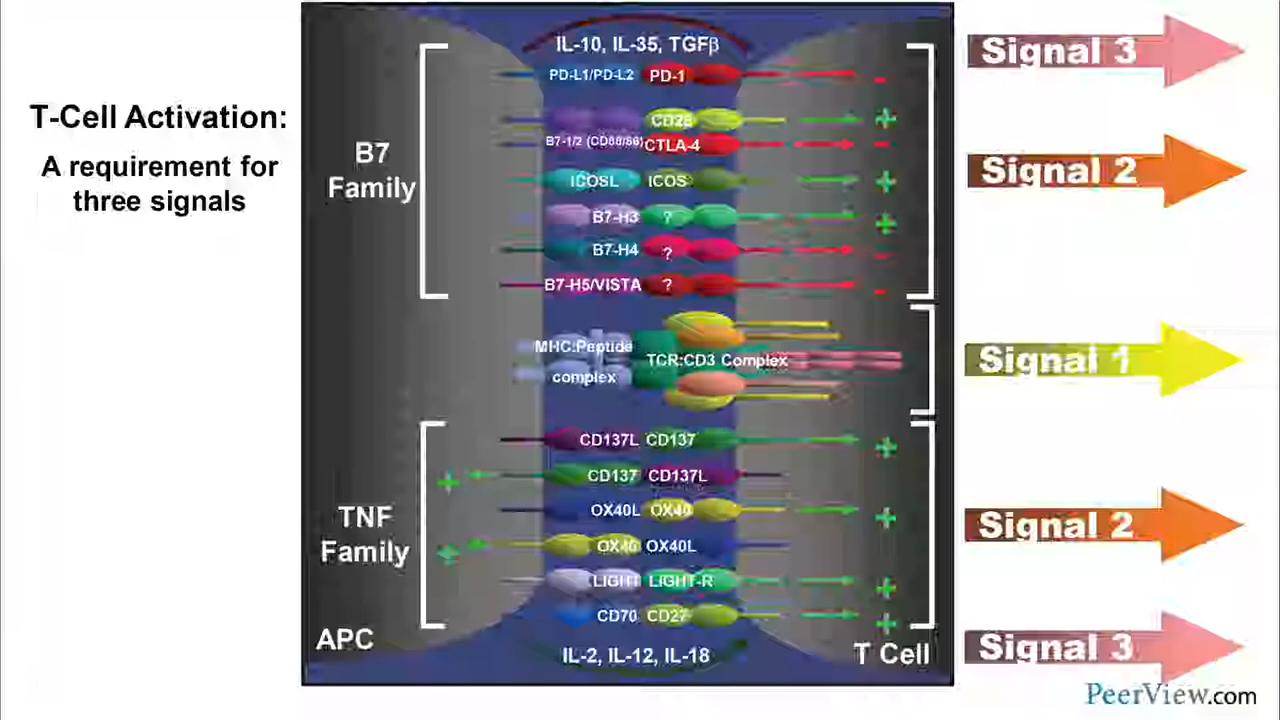 T-Cell Activation:
A requirement for
three signals
B7
Family
TNF
Family
APC
IL-10, IL-35, TGFβ
PD-L1/PD-L2 PD-1 -
CD28 +
B7-1/2 (CD80/86) CTLA-4 -
ICOSL ICOS +
B7-H3 ? +
B7-H4 ? -
B7-H5/VISTA ? -
MHC:Peptide
complex
TCR:CD3 Complex
CD137L CD137 +
+ CD137 CD137L
OX40L OX40 +
+ OX40 OX40L
LIGHT LIGHT-R +
CD70 CD27 +
IL-2, IL-12, IL-18
T Cell
Signal 3
Signal 2
Signal 1
Signal 2
Signal 3
PeerView.com